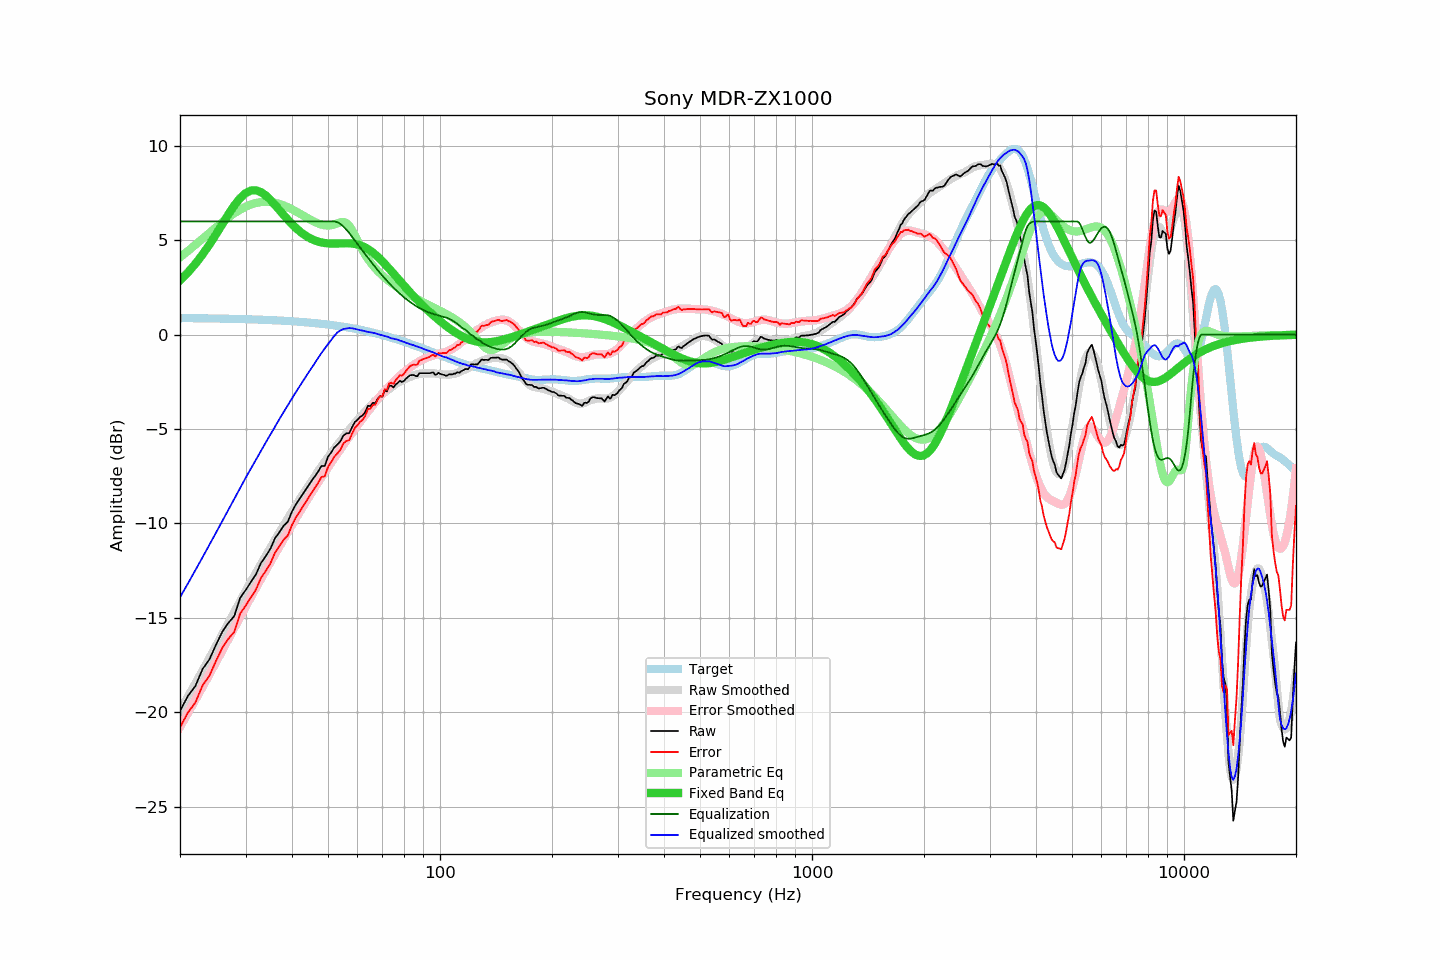 Sony MDR-ZX1000
Amplitude (dBr)
10
5
0
−5
−10
−15
−20
−25
Target
Raw Smoothed
Error Smoothed
Raw
Error
Parametric Eq
Fixed Band Eq
Equalization
Equalized smoothed
100
1000
10000
Frequency (Hz)